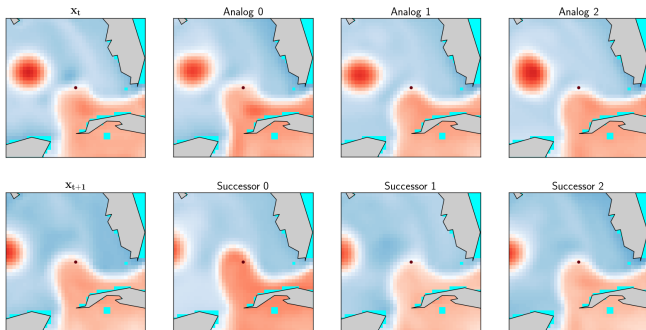 x_t
Analog 0
Analog 1
Analog 2
x_{t+1}
Successor 0
Successor 1
Successor 2